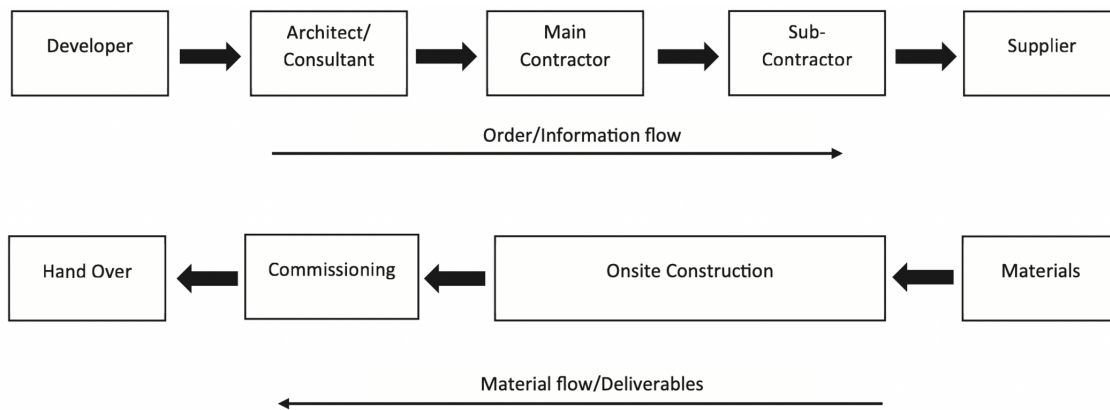 Developer
Architect/
Consultant
Main
Contractor
Sub-
Contractor
Supplier
Order/Information flow
Hand Over
Commissioning
Onsite Construction
Materials
Material flow/Deliverables